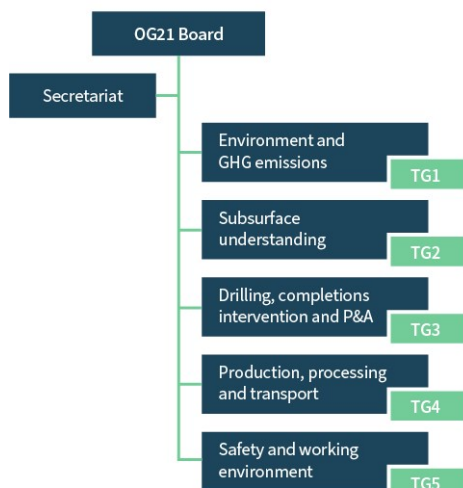 OG21 Board
Secretariat
Environment and
GHG emissions
TG1
Subsurface
understanding
TG2
Drilling, completions
intervention and P&A
TG3
Production, processing
and transport
TG4
Safety and working
environment
TG5